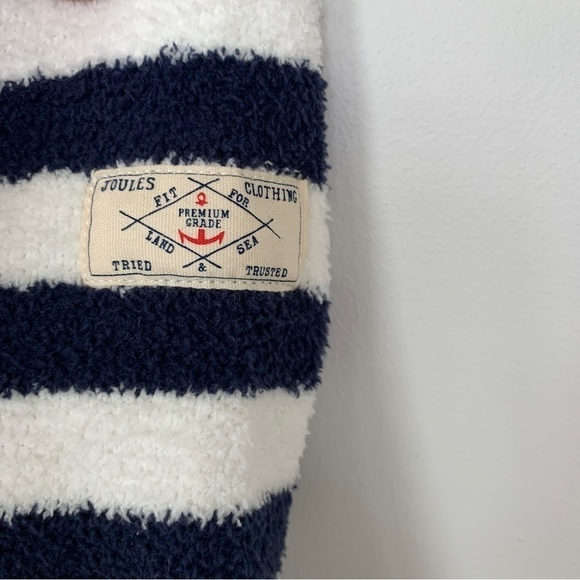 JOULES CLOTHING
FIT FOR
PREMIUM
GRADE
LAND SEA
TRIED & TRUSTED